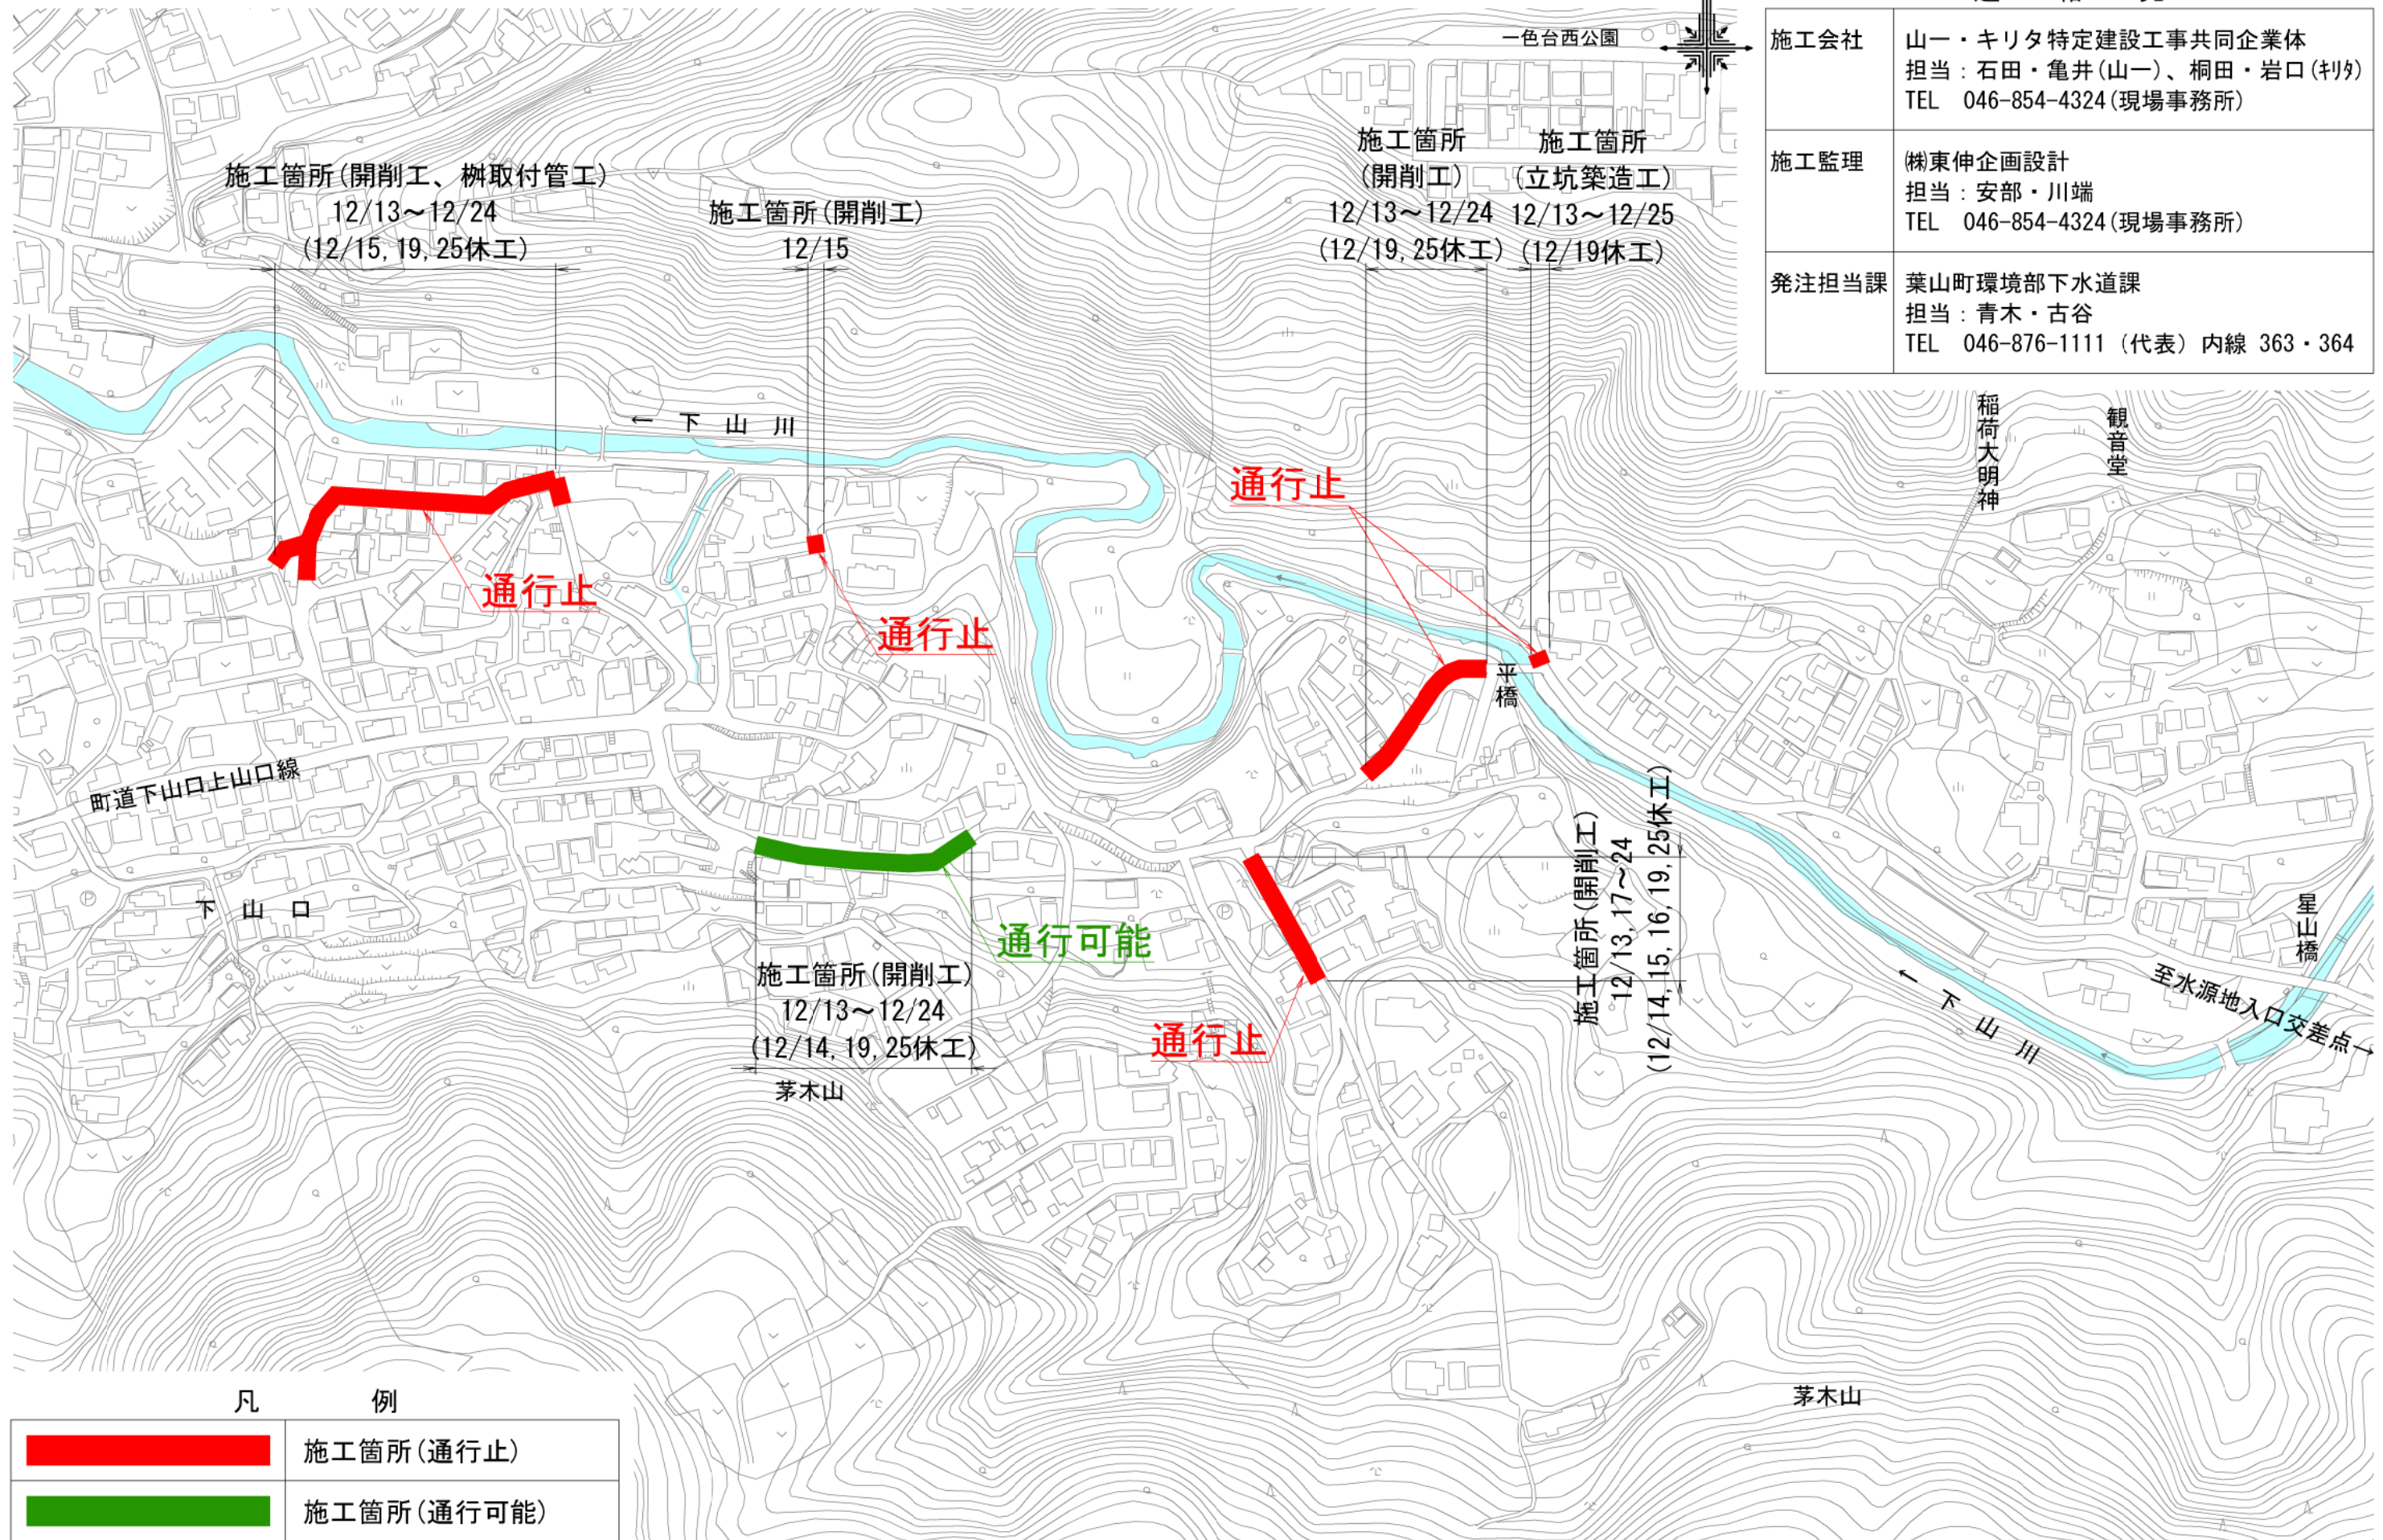 施工会社
山一・キリタ特定建設工事共同企業体
担当：石田・亀井(山一)、桐田・岩口(ｷﾘﾀ)
TEL 046-854-4324(現場事務所)
施工監理
㈱東伸企画設計
担当：安部・川端
TEL 046-854-4324(現場事務所)
発注担当課
葉山町環境部下水道課
担当：青木・古谷
TEL 046-876-1111（代表）内線 363・364
一色台西公園
施工箇所(開削工、桝取付管工)
12/13～12/24
(12/15,19,25休工)
施工箇所(開削工)
12/15
施工箇所
(開削工)
12/13～12/24
(12/19,25休工)
施工箇所
(立坑築造工)
12/13～12/25
(12/19休工)
稲荷大明神
観音堂
← 下山川
通行止
通行止
通行止
平橋
町道下山口上山口線
下山口
通行可能
施工箇所(開削工)
12/13～12/24
(12/14,19,25休工)
茅木山
通行止
施工箇所(開削工)
12/13,17～24
(12/14,15,16,19,25休工)
星山橋
← 下山川
至水源地入口交差点→
茅木山
凡例
施工箇所(通行止)
施工箇所(通行可能)